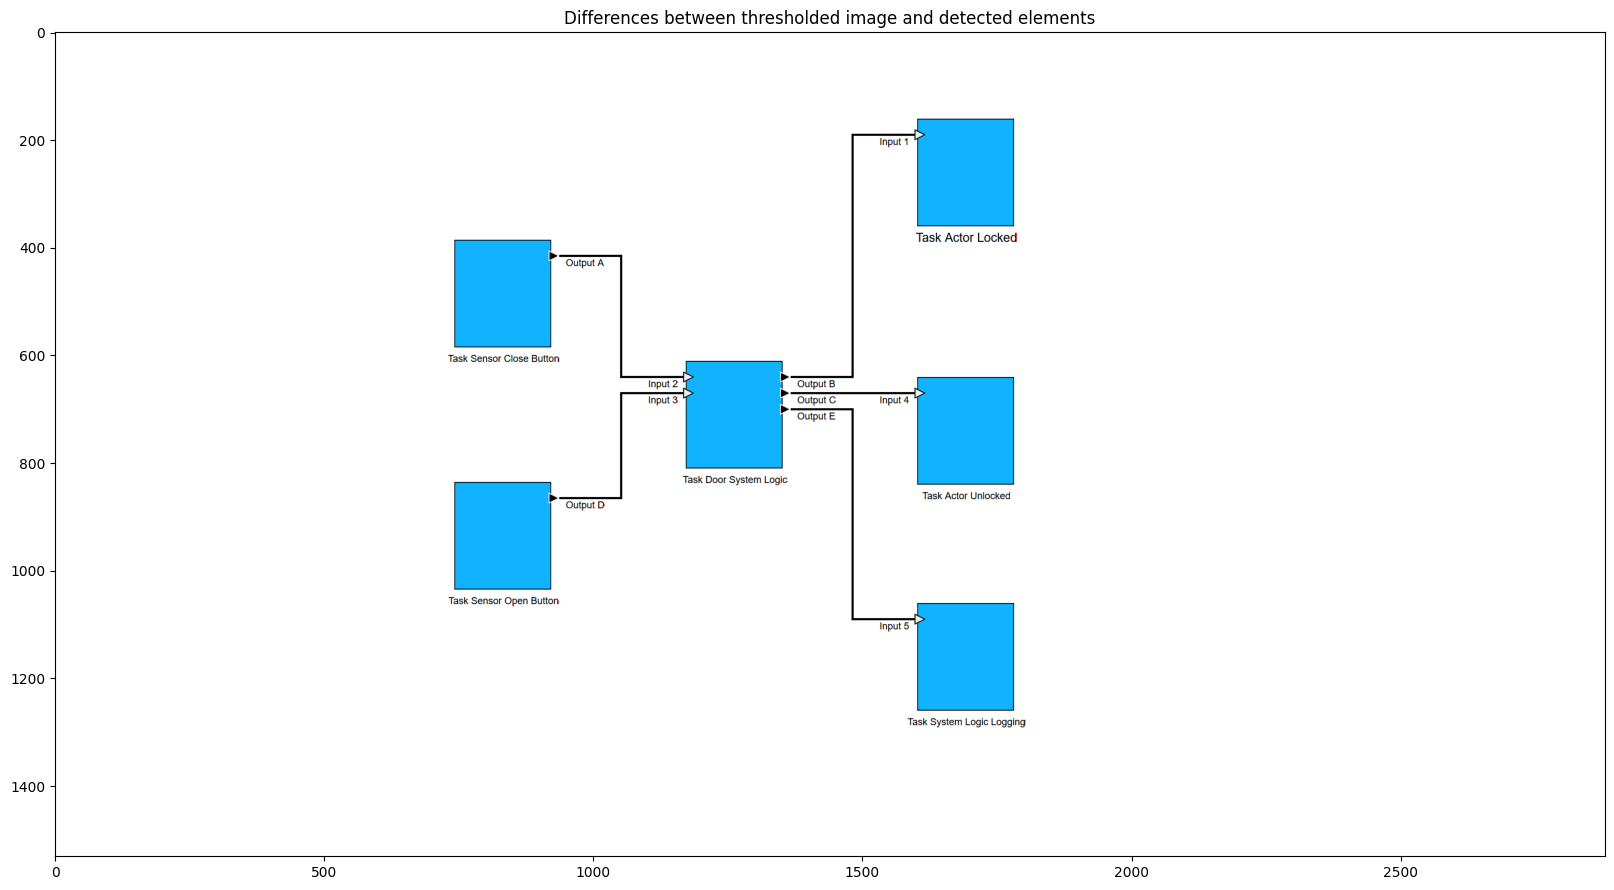 Differences between thresholded image and detected elements
0
200
400
600
800
1000
1200
1400
Input 1
Task Actor Locked
Output A
Task Sensor Close Button
Input 2
Input 3
Output B
Output C
Output E
Input 4
Task Door System Logic
Task Actor Unlocked
Output D
Task Sensor Open Button
Input 5
Task System Logic Logging
0
500
1000
1500
2000
2500